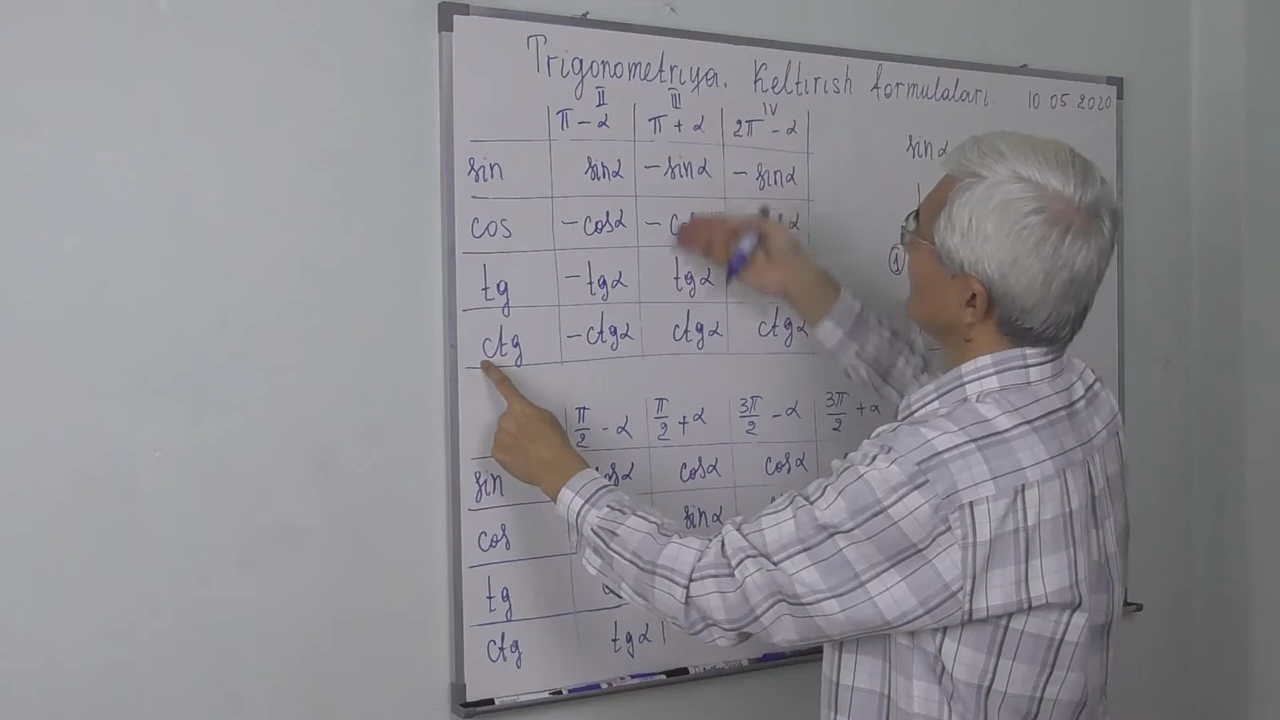 Trigonometriya. Keltirish formulalari. 10 05 2020
II III IV
π - α π + α 2π - α
sin α
sin sinα - sinα - sinα
cos - cosα - α
①
tg - tgα tgα
ctg - ctgα ctgα ctgα
π/2 - α π/2 + α 3π/2 - α 3π/2 + α
sin cosα cosα
cos sinα
tg
ctg tgα